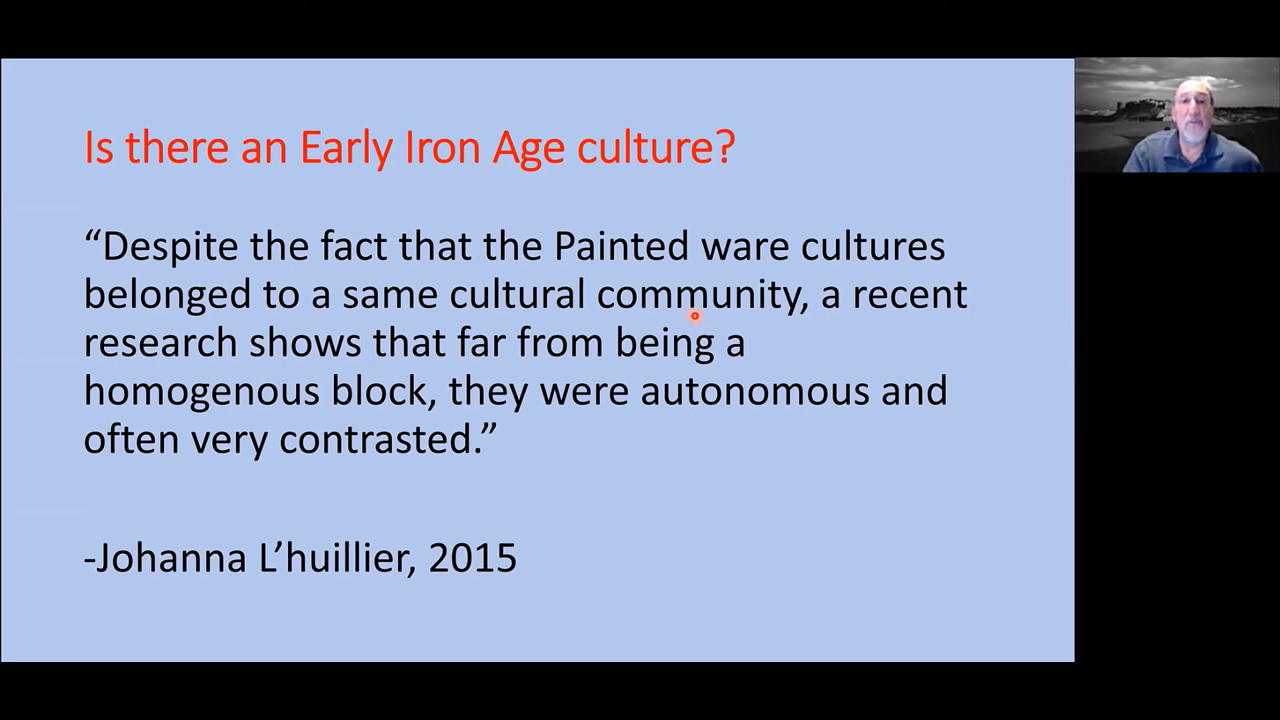 Is there an Early Iron Age culture?
“Despite the fact that the Painted ware cultures
belonged to a same cultural community, a recent
research shows that far from being a
homogenous block, they were autonomous and
often very contrasted.”
-Johanna L’huillier, 2015